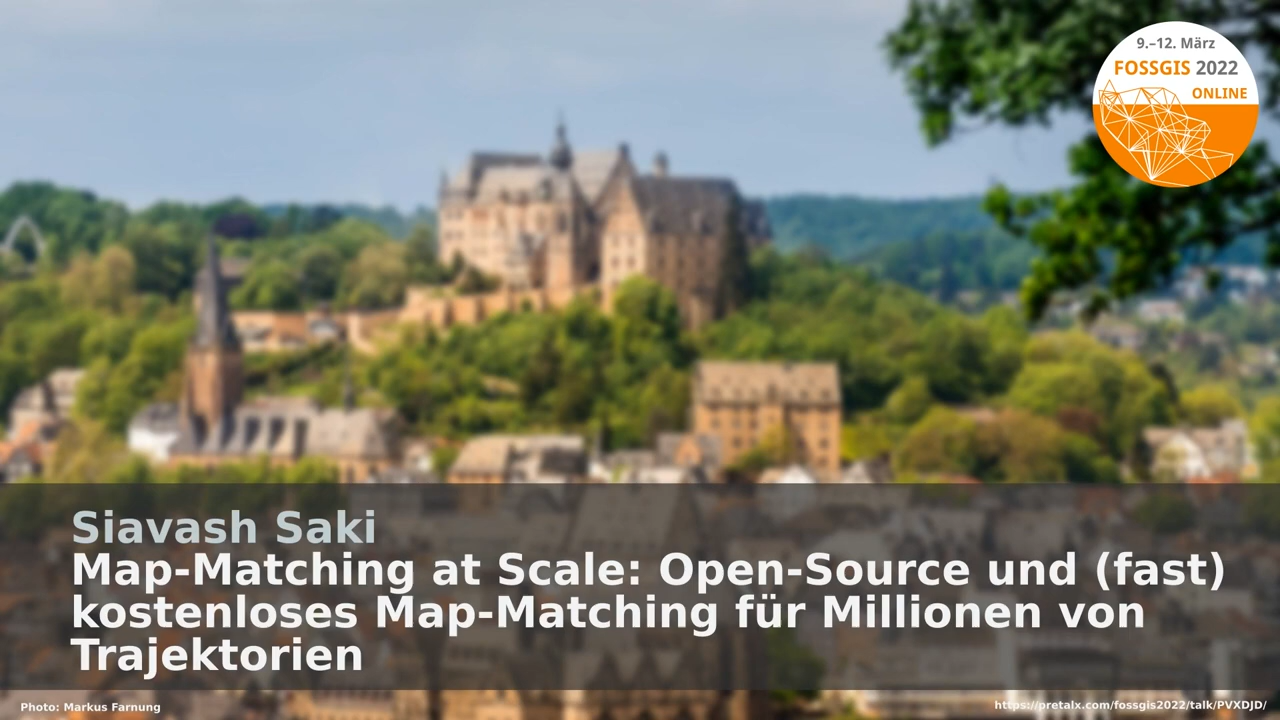 9.–12. März
FOSSGIS 2022
ONLINE
Siavash Saki
Map-Matching at Scale: Open-Source und (fast)
kostenloses Map-Matching für Millionen von
Trajektorien
Photo: Markus Farnung
https://pretalx.com/fossgis2022/talk/PVXDJD/